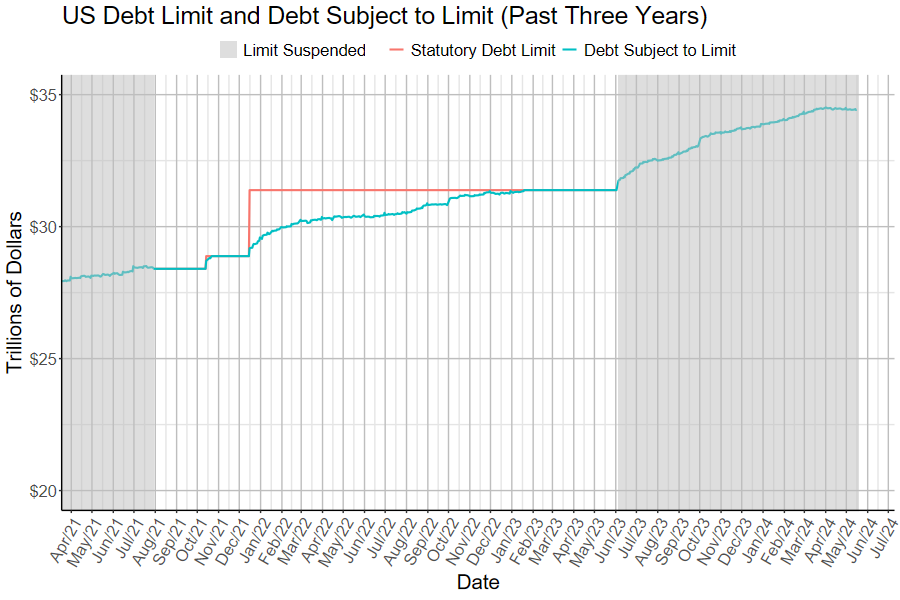 US Debt Limit and Debt Subject to Limit (Past Three Years)
Limit Suspended Statutory Debt Limit Debt Subject to Limit
Trillions of Dollars
$35
$30
$25
$20
Apr/21 May/21 Jun/21 Jul/21 Aug/21 Sep/21 Oct/21 Nov/21 Dec/21 Jan/22 Feb/22 Mar/22 Apr/22 May/22 Jun/22 Jul/22 Aug/22 Sep/22 Oct/22 Nov/22 Dec/22 Jan/23 Feb/23 Mar/23 Apr/23 May/23 Jun/23 Jul/23 Aug/23 Sep/23 Oct/23 Nov/23 Dec/23 Jan/24 Feb/24 Mar/24 Apr/24 May/24 Jun/24 Jul/24
Date